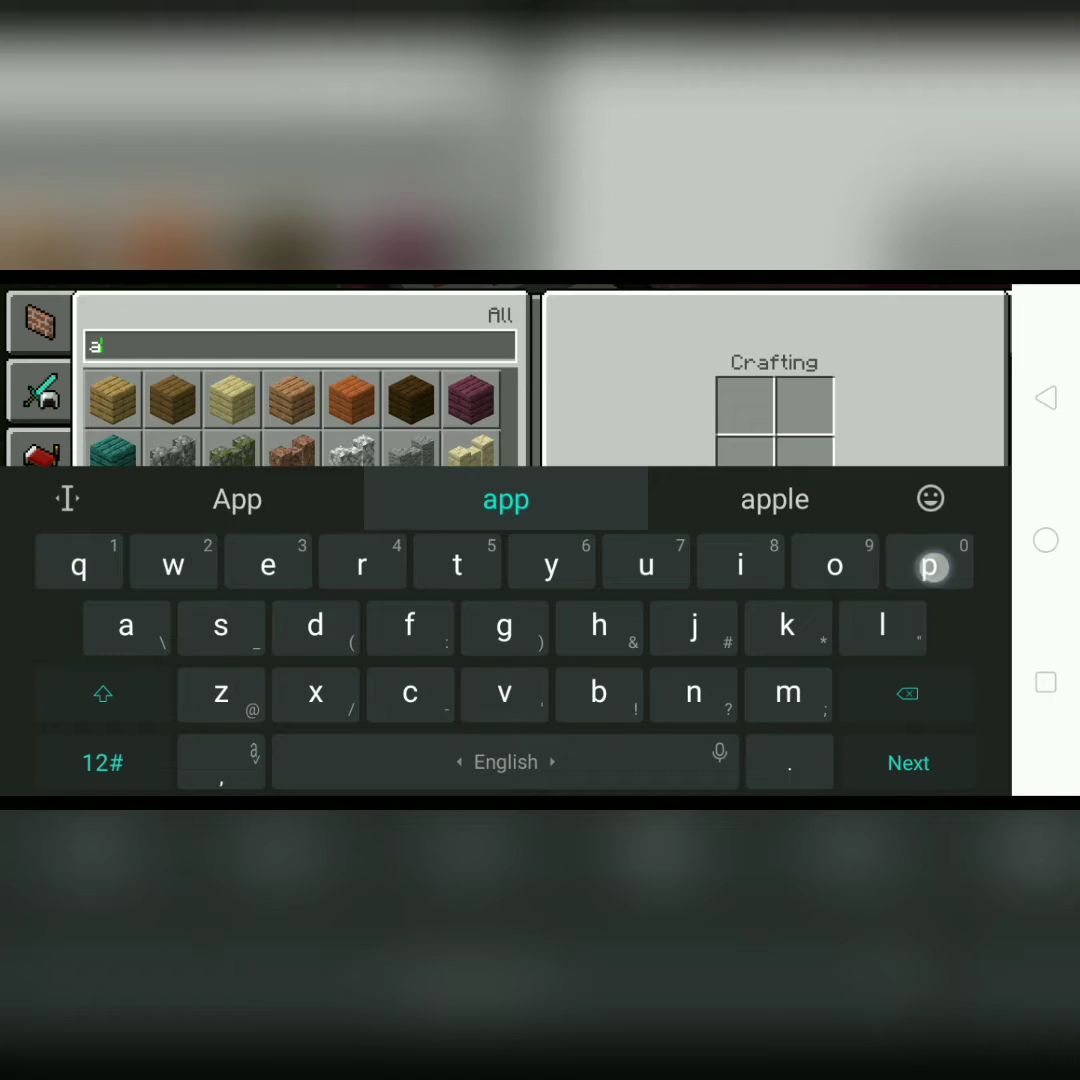 All
a
Crafting
App app apple
q 1 w 2 e 3 r 4 t 5 y 6 u 7 i 8 o 9 p 0
a \ s _ d ( f : g ) h & j # k * l "
z @ x / c - v ' b ! n ? m ;
12# , English . Next